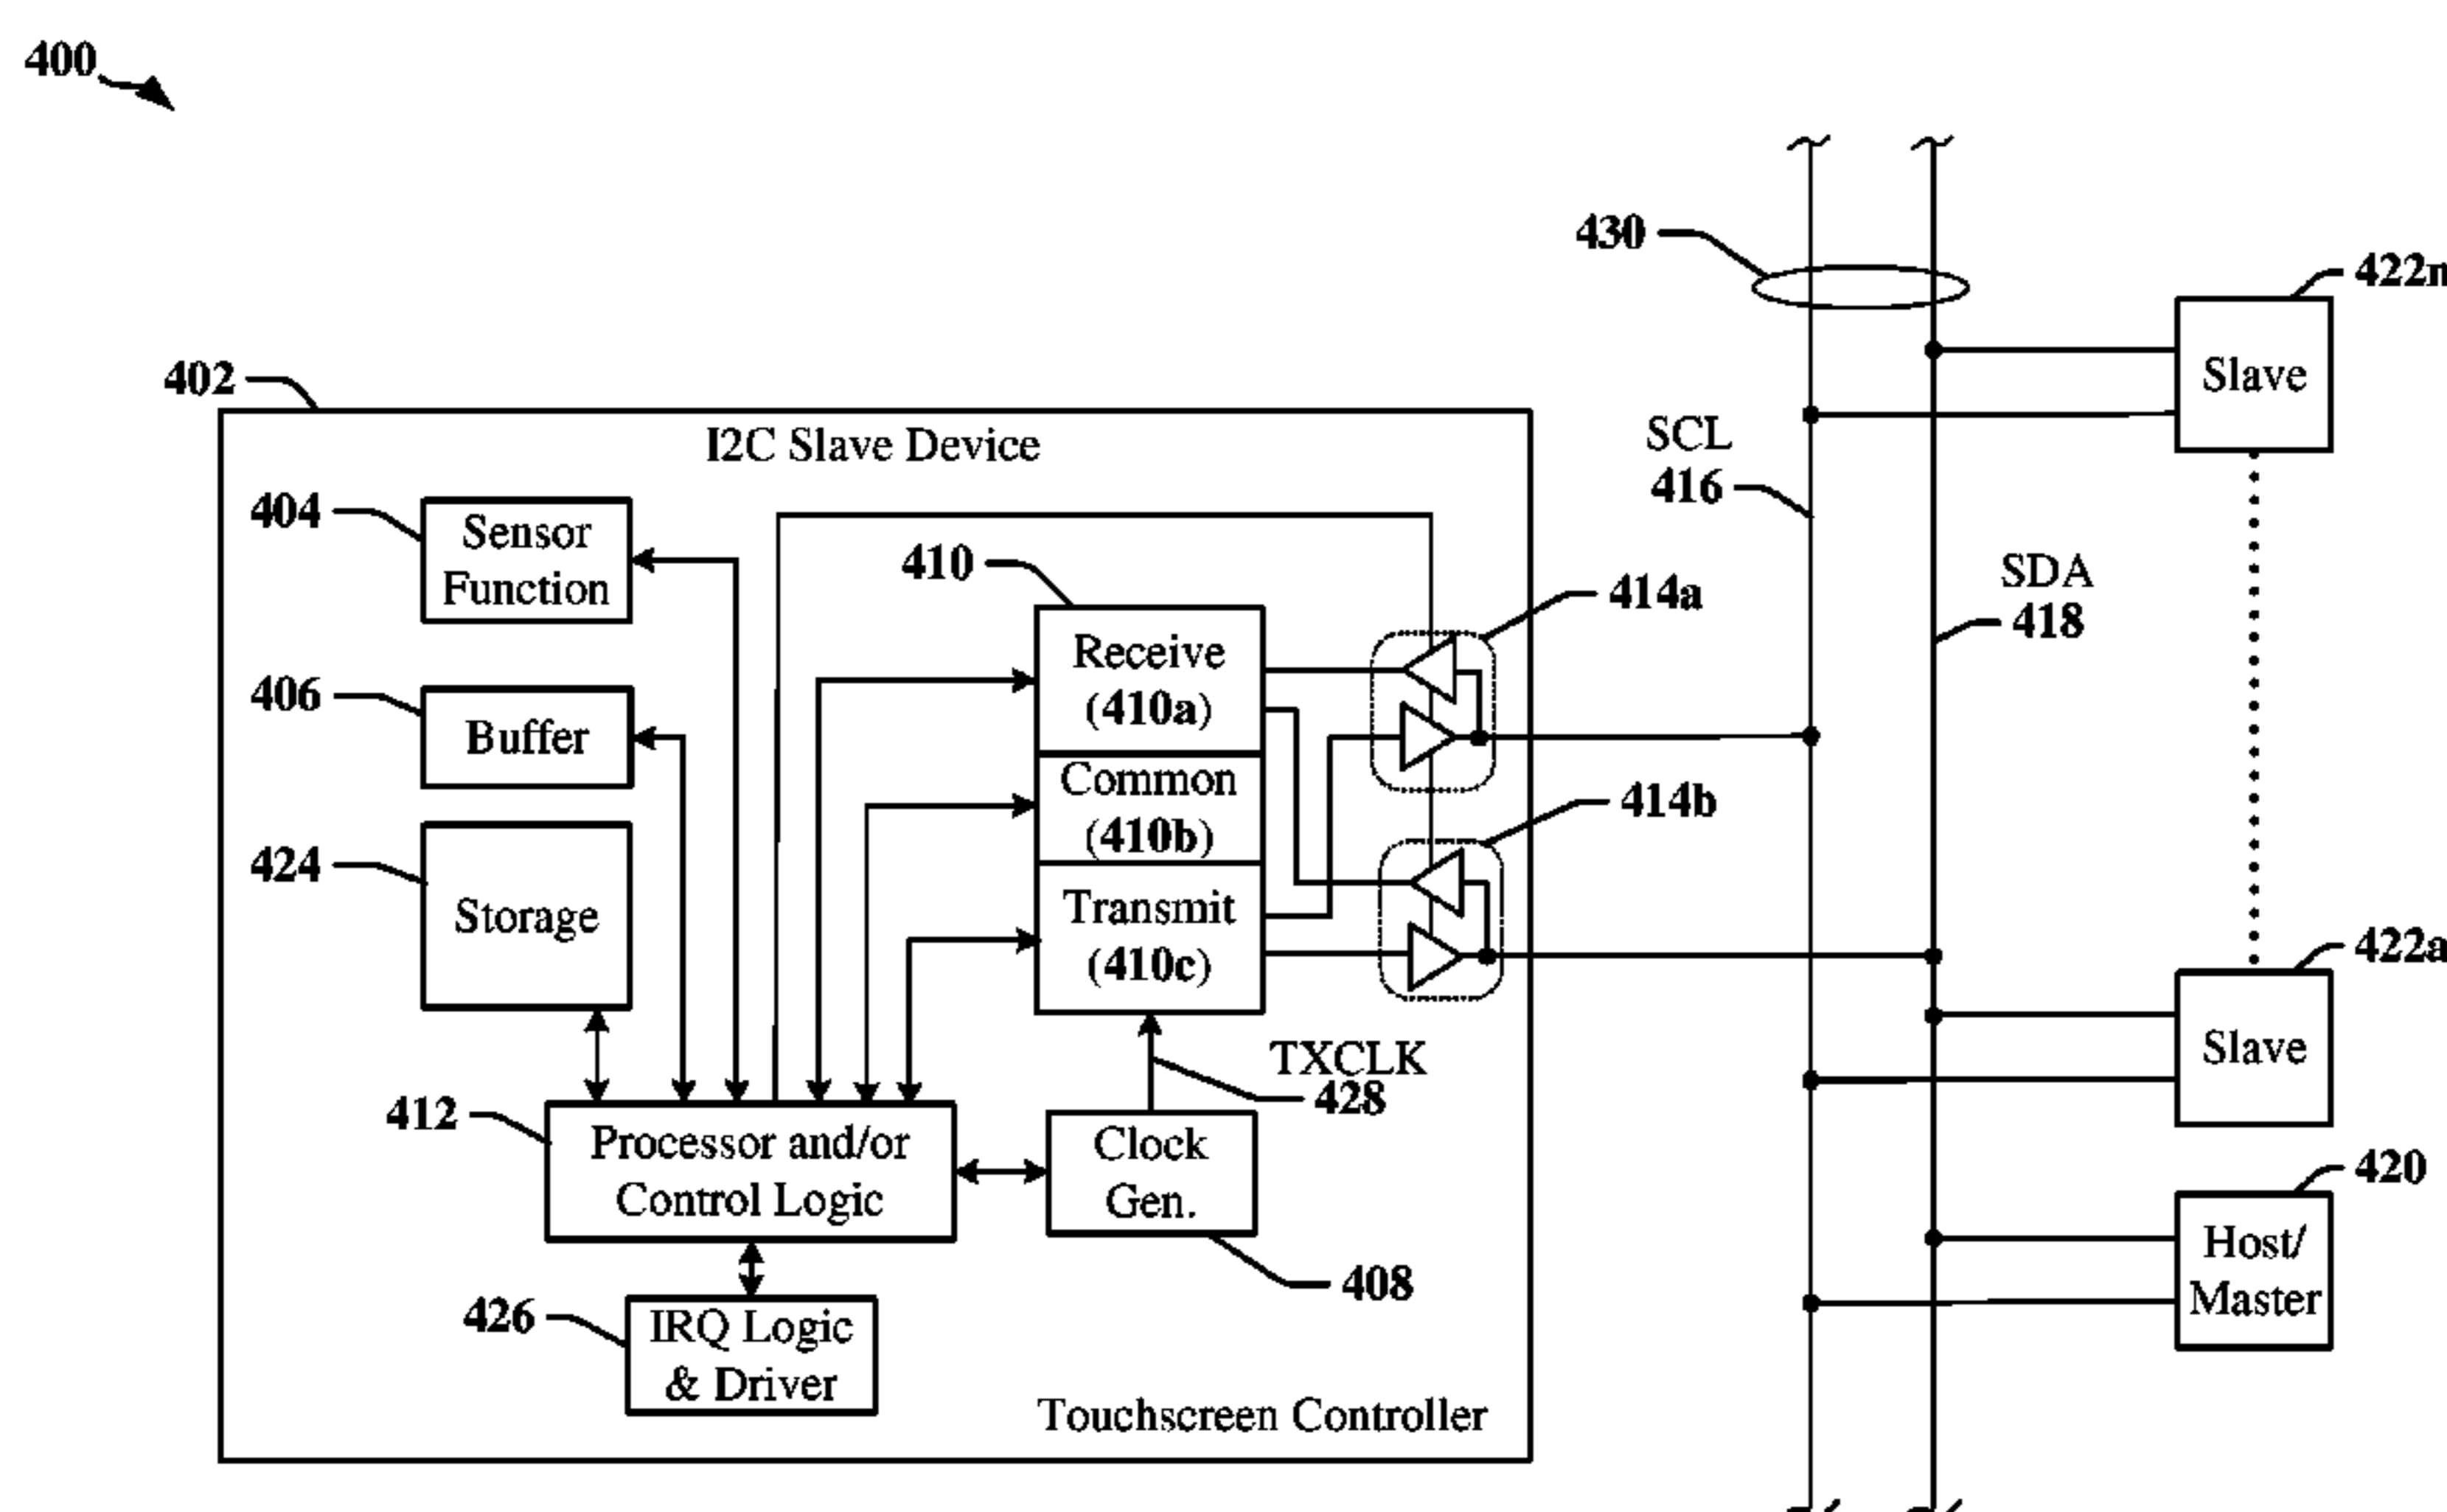 400
430
422n
402
I2C Slave Device
SCL
416
Slave
404
Sensor
Function
410
414a
SDA
418
Receive
(410a)
406
Buffer
Common
(410b)
414b
424
Storage
Transmit
(410c)
422a
Slave
TXCLK
428
412
Processor and/or
Control Logic
Clock
Gen.
420
Host/
Master
408
426
IRQ Logic
& Driver
Touchscreen Controller